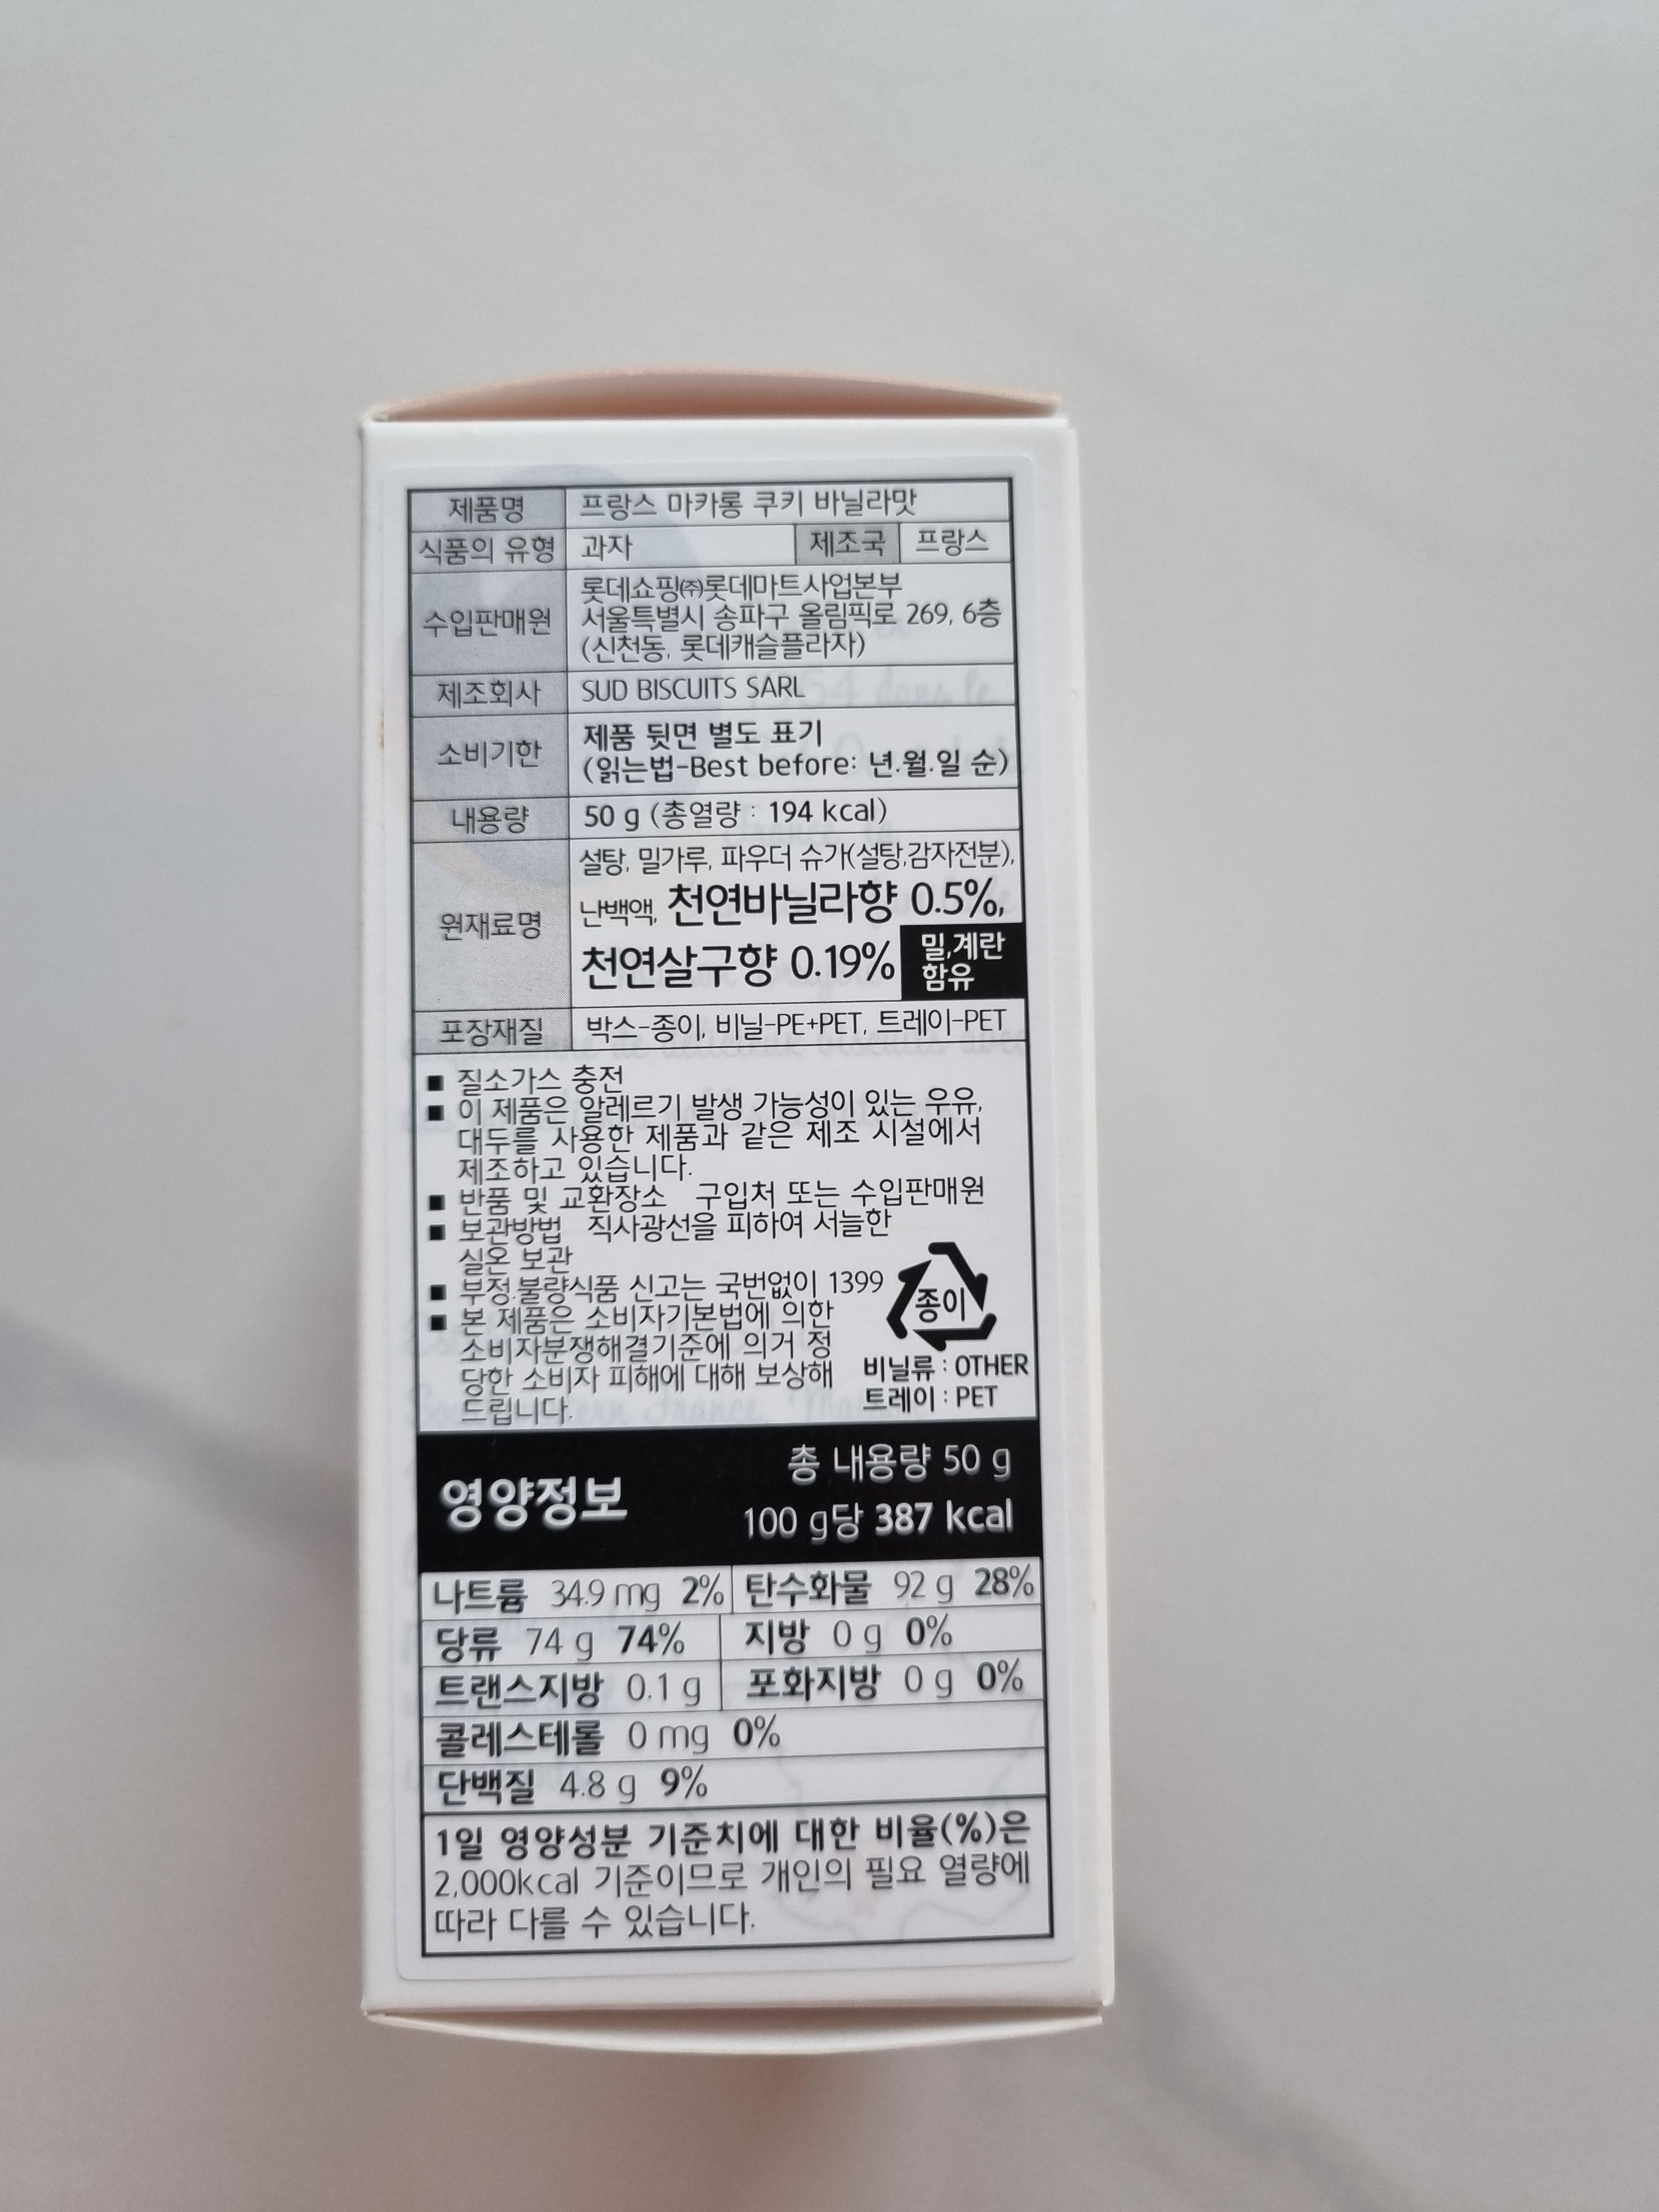 제품명 프랑스 마카롱 쿠키 바닐라맛
식품의 유형 과자 제조국 프랑스
수입판매원 롯데쇼핑㈜롯데마트사업본부
서울특별시 송파구 올림픽로 269, 6층
(신천동, 롯데캐슬플라자)
제조회사 SUD BISCUITS SARL
소비기한 제품 뒷면 별도 표기
(읽는법-Best before: 년.월.일 순)
내용량 50 g (총열량 : 194 kcal)
원재료명 설탕, 밀가루, 파우더 슈가(설탕,감자전분),
난백액, 천연바닐라향 0.5%,
천연살구향 0.19% 밀,계란
함유
포장재질 박스-종이, 비닐-PE+PET, 트레이-PET
■ 질소가스 충전
■ 이 제품은 알레르기 발생 가능성이 있는 우유,
대두를 사용한 제품과 같은 제조 시설에서
제조하고 있습니다.
■ 반품 및 교환장소 구입처 또는 수입판매원
■ 보관방법 직사광선을 피하여 서늘한
실온 보관
■ 부정.불량식품 신고는 국번없이 1399
■ 본 제품은 소비자기본법에 의한
소비자분쟁해결기준에 의거 정
당한 소비자 피해에 대해 보상해
드립니다.
종이
비닐류 : OTHER
트레이 : PET
영양정보 총 내용량 50 g
100 g당 387 kcal
나트륨 34.9 mg 2% 탄수화물 92 g 28%
당류 74 g 74% 지방 0 g 0%
트랜스지방 0.1 g 포화지방 0 g 0%
콜레스테롤 0 mg 0%
단백질 4.8 g 9%
1일 영양성분 기준치에 대한 비율(%)은
2,000kcal 기준이므로 개인의 필요 열량에
따라 다를 수 있습니다.